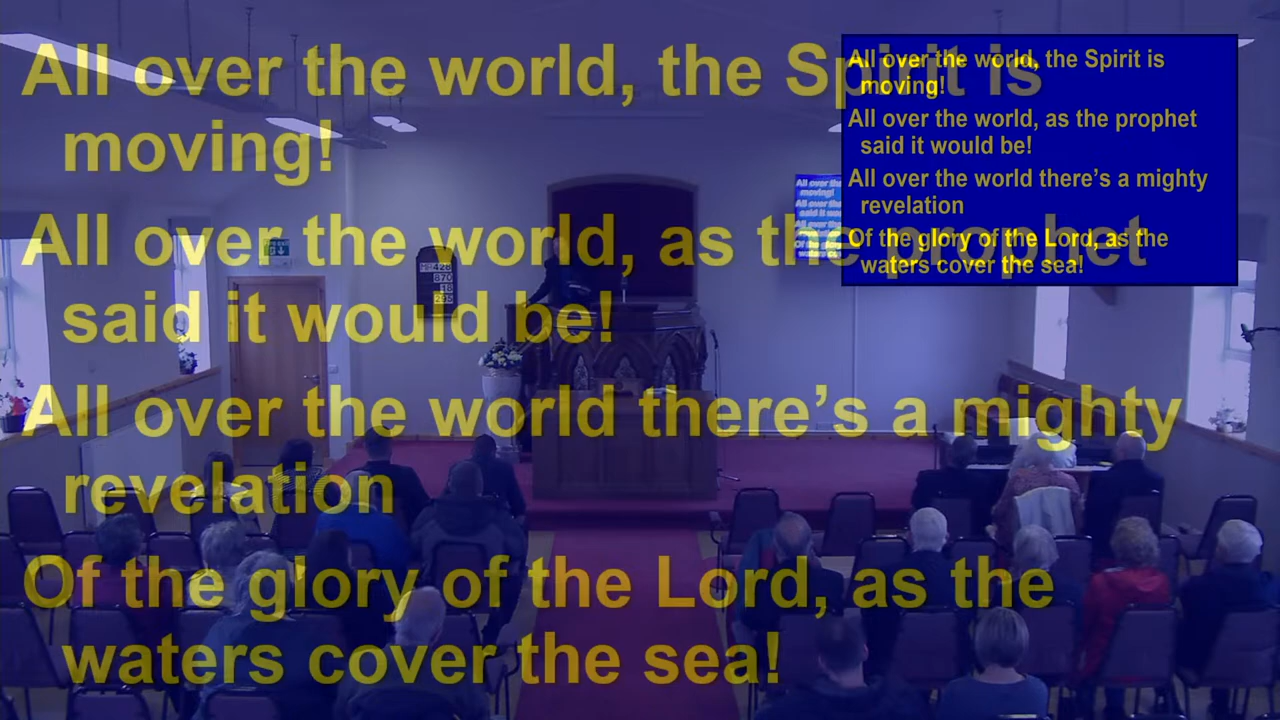 All over the world, the Spirit is
moving!
All over the world, as the prophet
said it would be!
All over the world there's a mighty
revelation
Of the glory of the Lord, as the
waters cover the sea!
All over the world, the Spirit is
moving!
All over the world, as the prophet
said it would be!
All over the world there's a mighty
revelation
Of the glory of the Lord, as the
waters cover the sea!
870
18
295